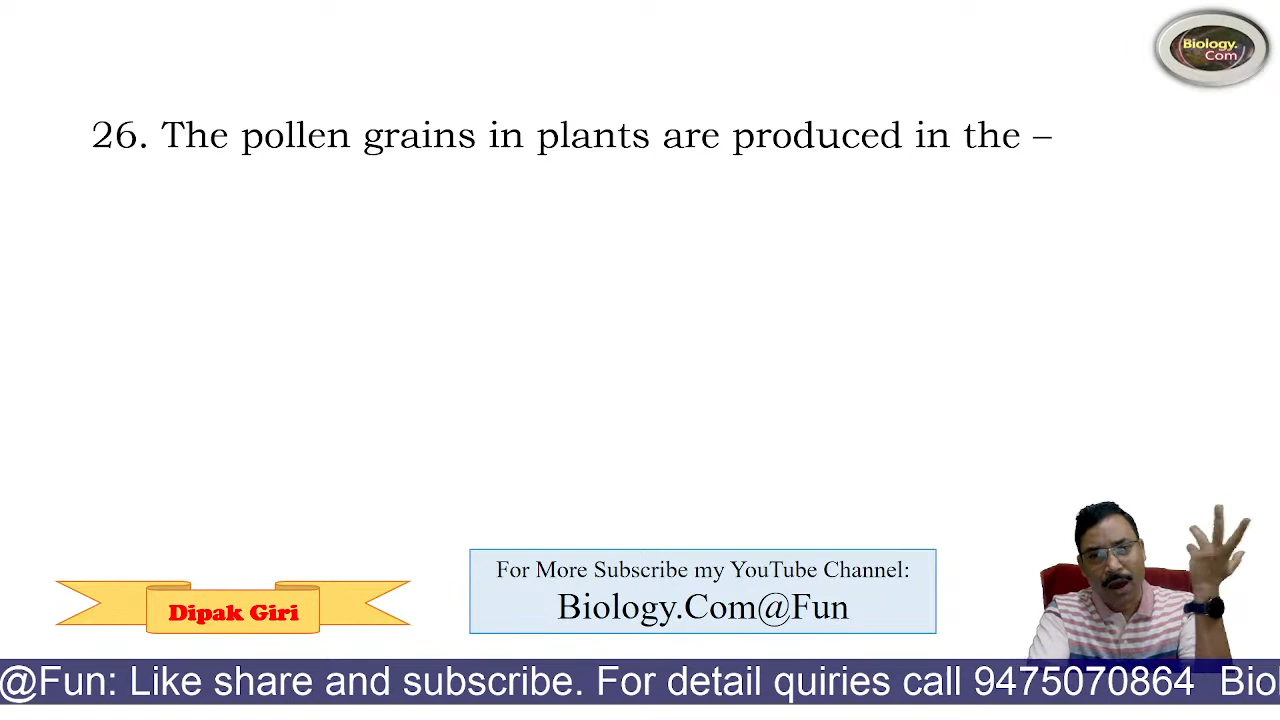 Biology.
Com
26. The pollen grains in plants are produced in the –
For More Subscribe my YouTube Channel:
Biology.Com@Fun
Dipak Giri
@Fun: Like share and subscribe. For detail quiries call 9475070864 Biol